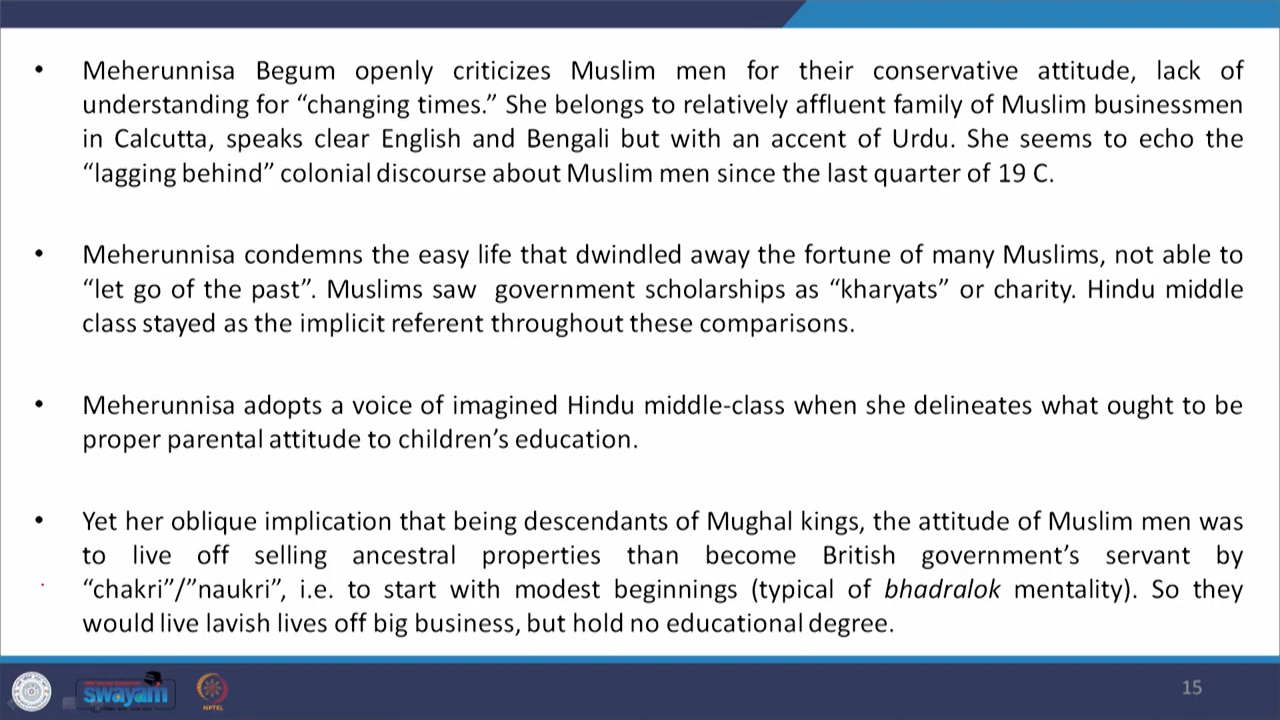 • Meherunnisa Begum openly criticizes Muslim men for their conservative attitude, lack of
understanding for “changing times.” She belongs to relatively affluent family of Muslim businessmen
in Calcutta, speaks clear English and Bengali but with an accent of Urdu. She seems to echo the
“lagging behind” colonial discourse about Muslim men since the last quarter of 19 C.
• Meherunnisa condemns the easy life that dwindled away the fortune of many Muslims, not able to
“let go of the past”. Muslims saw government scholarships as “kharyats” or charity. Hindu middle
class stayed as the implicit referent throughout these comparisons.
• Meherunnisa adopts a voice of imagined Hindu middle-class when she delineates what ought to be
proper parental attitude to children’s education.
• Yet her oblique implication that being descendants of Mughal kings, the attitude of Muslim men was
to live off selling ancestral properties than become British government’s servant by
“chakri”/”naukri”, i.e. to start with modest beginnings (typical of bhadralok mentality). So they
would live lavish lives off big business, but hold no educational degree.
swayam
NPTEL
15